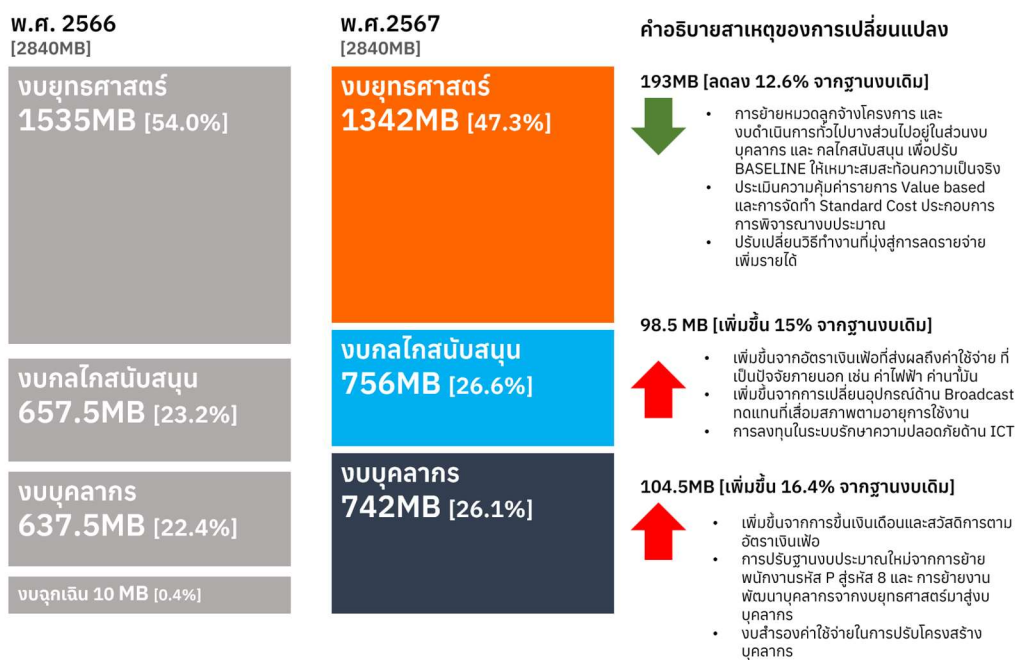 พ.ศ. 2566
[2840MB]
งบยุทธศาสตร์
1535MB [54.0%]
งบกลไกสนับสนุน
657.5MB [23.2%]
งบบุคลากร
637.5MB [22.4%]
งบฉุกเฉิน 10 MB [0.4%]
พ.ศ.2567
[2840MB]
งบยุทธศาสตร์
1342MB [47.3%]
งบกลไกสนับสนุน
756MB [26.6%]
งบบุคลากร
742MB [26.1%]
คำอธิบายสาเหตุของการเปลี่ยนแปลง
193MB [ลดลง 12.6% จากฐานงบเดิม]
• การย้ายหมวดลูกจ้างโครงการ และ
งบดำเนินการทั่วไปบางส่วนไปอยู่ในส่วนงบ
บุคลากร และ กลไกสนับสนุน เพื่อปรับ
BASELINE ให้เหมาะสมสะท้อนความเป็นจริง
• ประเมินความคุ้มค่ารายการ Value based
และการจัดทำ Standard Cost ประกอบการ
การพิจารณางบประมาณ
• ปรับเปลี่ยนวิธีทำงานที่มุ่งสู่การลดรายจ่าย
เพิ่มรายได้
98.5 MB [เพิ่มขึ้น 15% จากฐานงบเดิม]
• เพิ่มขึ้นจากอัตราเงินเฟ้อที่ส่งผลถึงค่าใช้จ่าย ที่
เป็นปัจจัยภายนอก เช่น ค่าไฟฟ้า ค่าน้ำมัน
• เพิ่มขึ้นจากการเปลี่ยนอุปกรณ์ด้าน Broadcast
ทดแทนที่เสื่อมสภาพตามอายุการใช้งาน
• การลงทุนในระบบรักษาความปลอดภัยด้าน ICT
104.5MB [เพิ่มขึ้น 16.4% จากฐานงบเดิม]
• เพิ่มขึ้นจากการขึ้นเงินเดือนและสวัสดิการตาม
อัตราเงินเฟ้อ
• การปรับฐานงบประมาณใหม่จากการย้าย
พนักงานรหัส P สู่รหัส 8 และ การย้ายงาน
พัฒนาบุคลากรจากงบยุทธศาสตร์มาสู่งบ
บุคลากร
• งบสำรองค่าใช้จ่ายในการปรับโครงสร้าง
บุคลากร